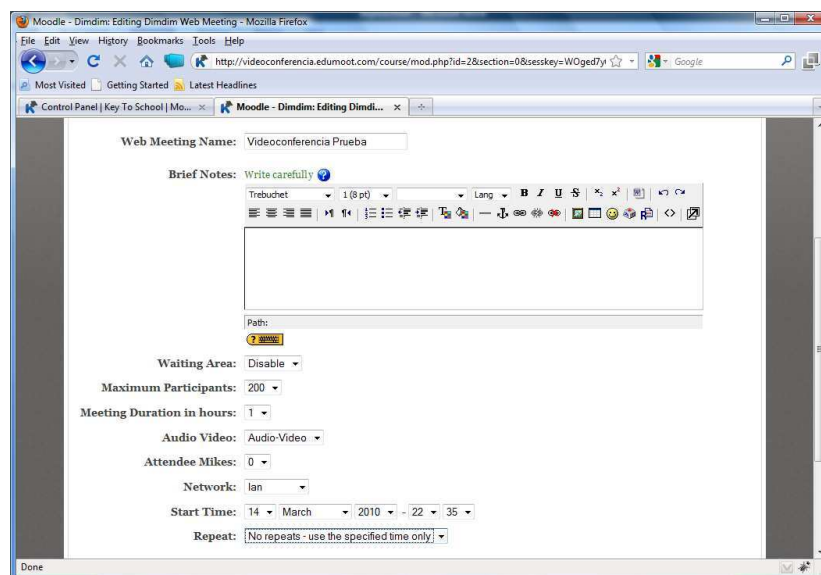 Moodle - Dimdim: Editing Dimdim Web Meeting - Mozilla Firefox
File Edit View History Bookmarks Tools Help
http://videoconferencia.edumoot.com/course/mod.php?id=2&section=0&sesskey=WOged7y Google
Most Visited Getting Started Latest Headlines
Control Panel | Key To School | Mo... Moodle - Dimdim: Editing Dimdi...
Web Meeting Name: Videoconferencia Prueba
Brief Notes: Write carefully
Trebuchet 1 (8 pt) Lang B I U S
Path:
Waiting Area: Disable
Maximum Participants: 200
Meeting Duration in hours: 1
Audio Video: Audio-Video
Attendee Mikes: 0
Network: lan
Start Time: 14 March 2010 - 22 35
Repeat: No repeats - use the specified time only
Done